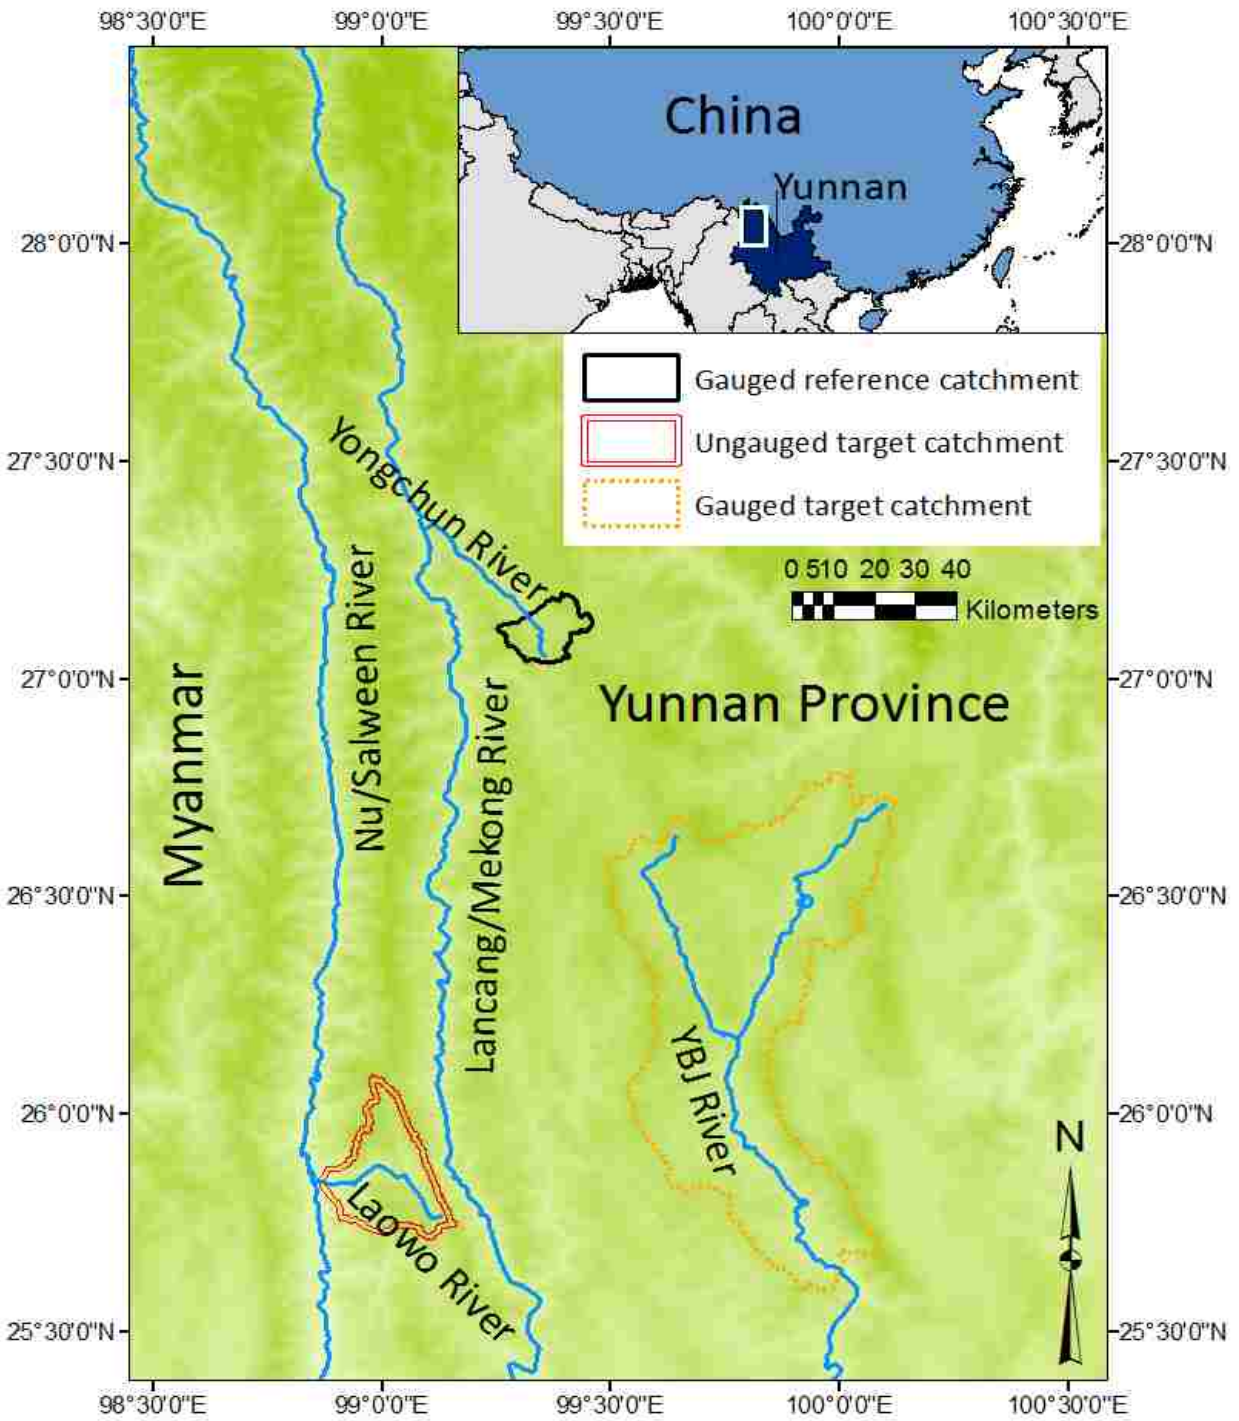 98°30'0"E 99°0'0"E 99°30'0"E 100°0'0"E 100°30'0"E
China
Yunnan
28°0'0"N 28°0'0"N
Gauged reference catchment
Ungauged target catchment
Gauged target catchment
27°30'0"N 27°30'0"N
Yongchun River
0 510 20 30 40
Kilometers
27°0'0"N 27°0'0"N
Yunnan Province
Myanmar
Nu/Salween River
Lancang/Mekong River
26°30'0"N 26°30'0"N
YBJ River
26°0'0"N 26°0'0"N
N
Laowo River
25°30'0"N 25°30'0"N
98°30'0"E 99°0'0"E 99°30'0"E 100°0'0"E 100°30'0"E